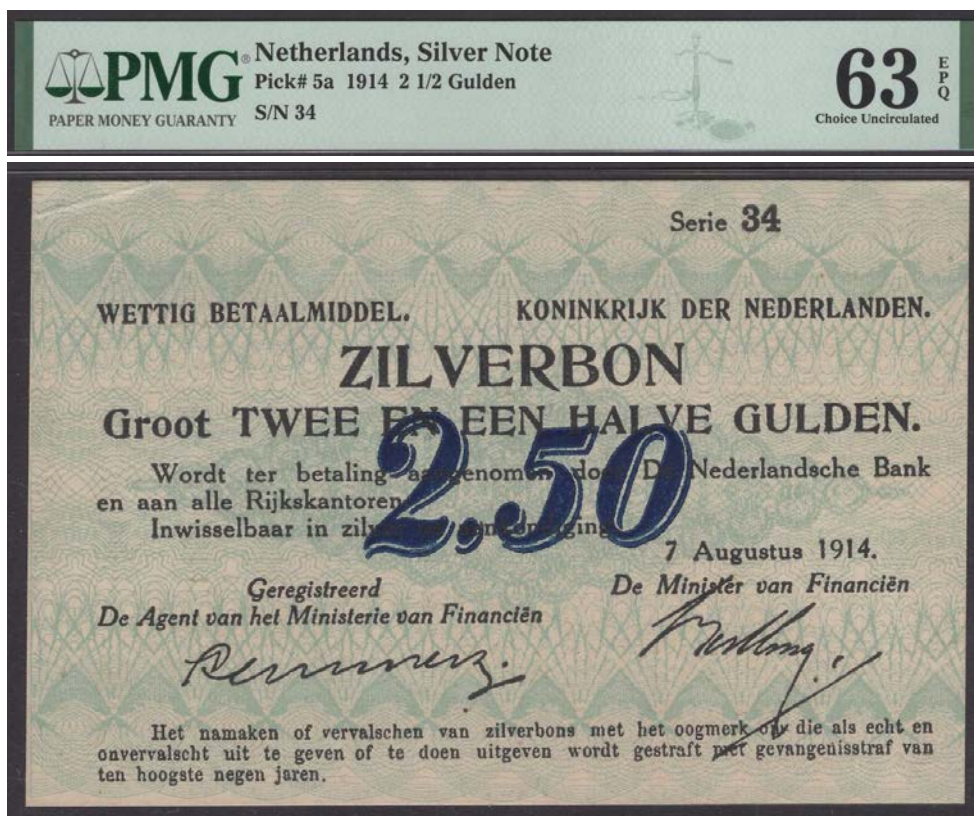 PMG®
PAPER MONEY GUARANTY
Netherlands, Silver Note
Pick# 5a 1914 2 1/2 Gulden
S/N 34
63 EPQ
Choice Uncirculated
Serie 34
WETTIG BETAALMIDDEL. KONINKRIJK DER NEDERLANDEN.
ZILVERBON
Groot TWEE EN EEN HALVE GULDEN.
2.50
Wordt ter betaling aangenomen door De Nederlandsche Bank
en aan alle Rijkskantoren
Inwisselbaar in
7 Augustus 1914.
Geregistreerd
De Agent van het Ministerie van Financiën
De Minister van Financiën
Het namaken of vervalschen van zilverbons met het oogmerk om die als echt en
onvervalscht uit te geven of te doen uitgeven wordt gestraft met gevangenisstraf van
ten hoogste negen jaren.